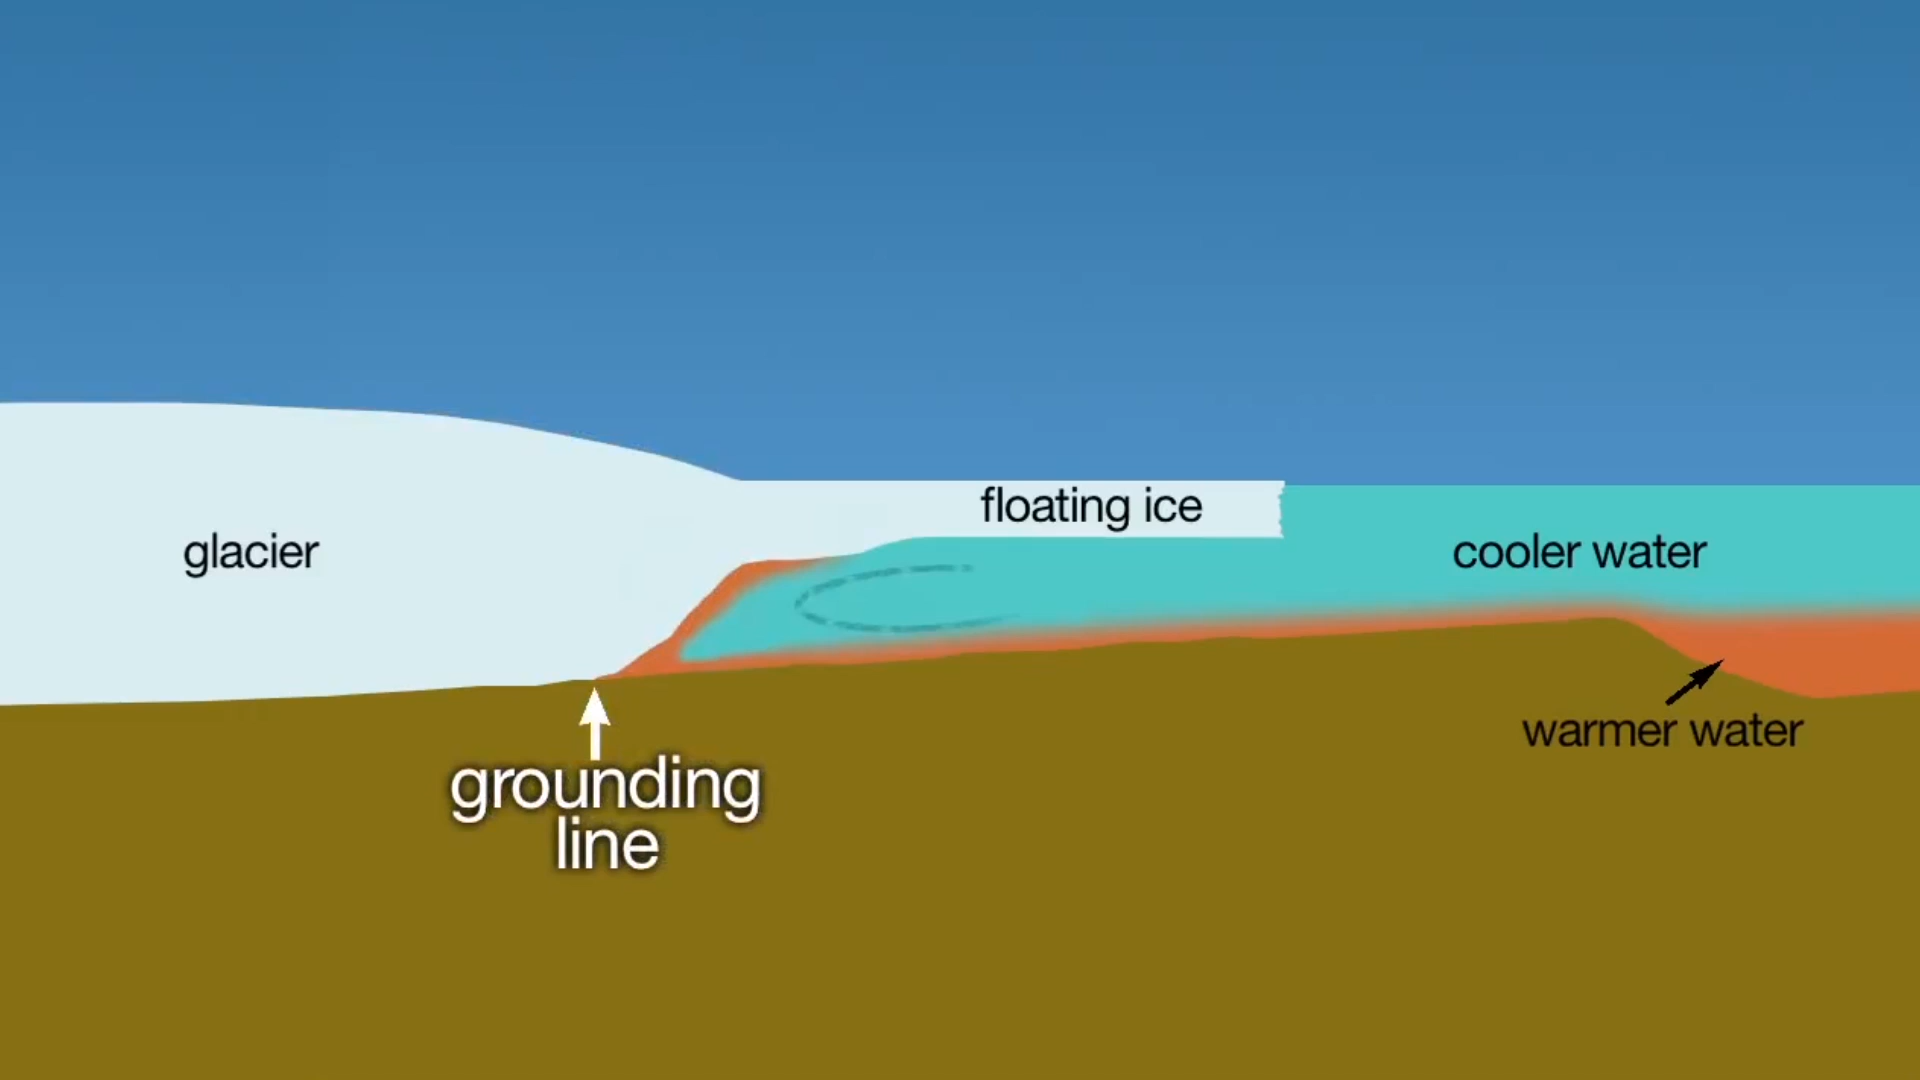 floating ice
glacier
cooler water
warmer water
grounding
line